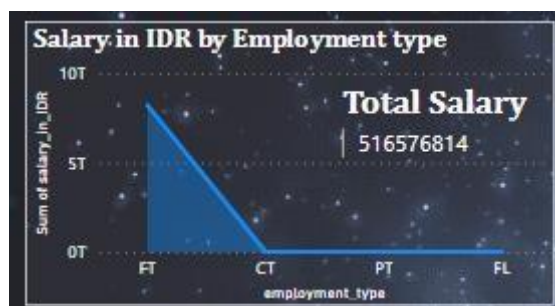 Salary in IDR by Employment type
10T
Total Salary
516576814
5T
0T
Sum of salary_in_IDR
FT CT PT FL
employment_type